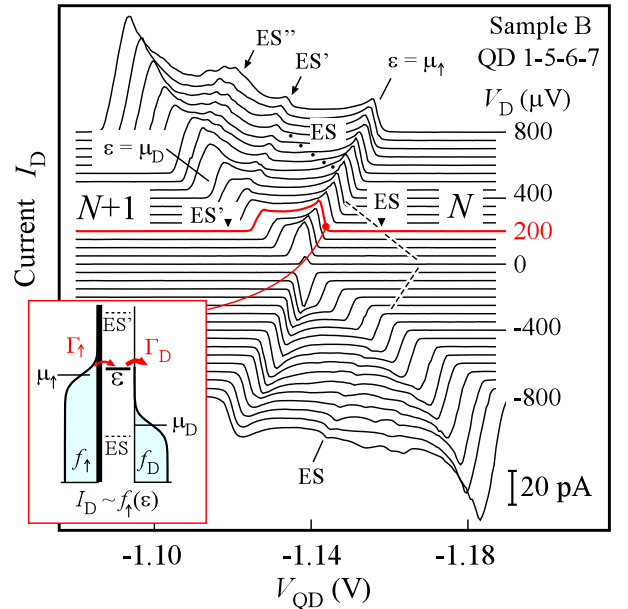 Sample B
QD 1-5-6-7
V_D (μV)
ES''
ES'
ε = μ↑
ES
800
ε = μ_D
400
N+1
ES'
ES
N
200
0
-400
-800
Current I_D
ES'
Γ↑
Γ_D
μ↑
ε
μ_D
ES
f↑
f_D
I_D ~ f↑(ε)
ES
20 pA
-1.10
-1.14
-1.18
V_QD (V)